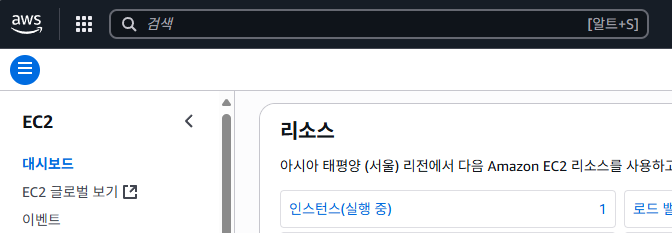 aws
검색 [알트+S]
EC2
대시보드
EC2 글로벌 보기
이벤트
리소스
아시아 태평양 (서울) 리전에서 다음 Amazon EC2 리소스를 사용하고
인스턴스(실행 중) 1
로드